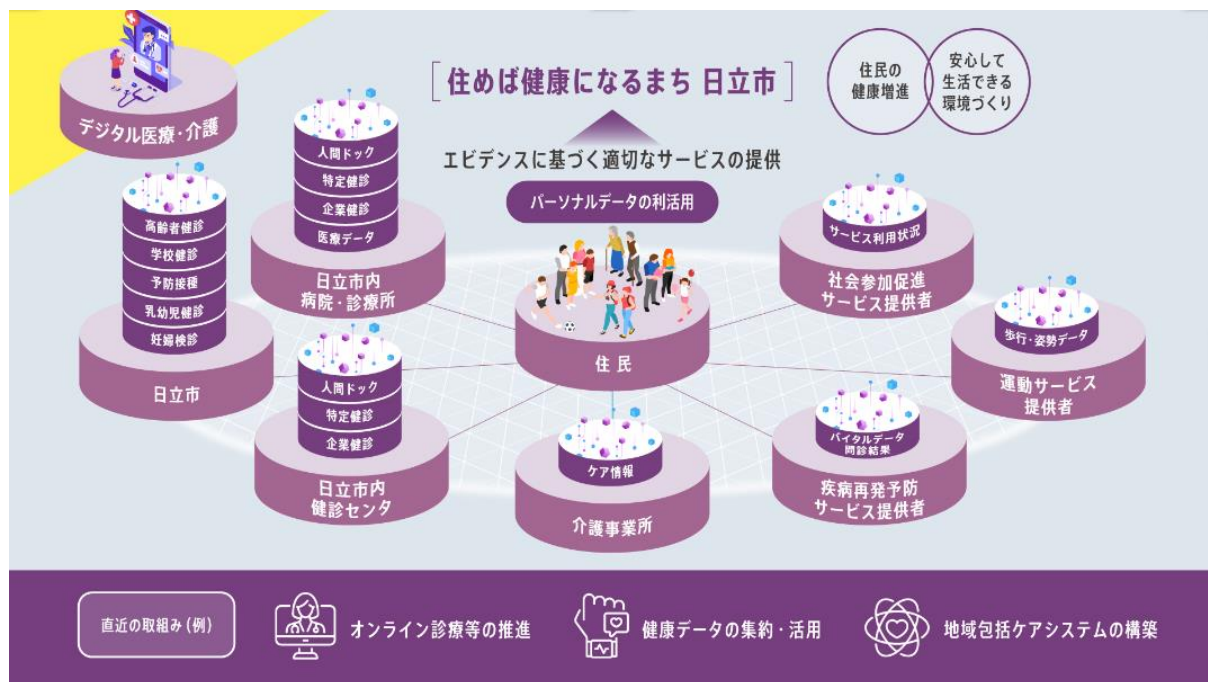 デジタル医療・介護
[住めば健康になるまち 日立市]
エビデンスに基づく適切なサービスの提供
パーソナルデータの利活用
住民の
健康増進
安心して
生活できる
環境づくり
人間ドック
特定健診
企業健診
医療データ
日立市内
病院・診療所
高齢者健診
学校健診
予防接種
乳幼児健診
妊婦検診
日立市
人間ドック
特定健診
企業健診
日立市内
健診センタ
住民
ケア情報
介護事業所
サービス利用状況
社会参加促進
サービス提供者
歩行・姿勢データ
運動サービス
提供者
バイタルデータ
問診結果
疾病再発予防
サービス提供者
直近の取組み(例)
オンライン診療等の推進
健康データの集約・活用
地域包括ケアシステムの構築